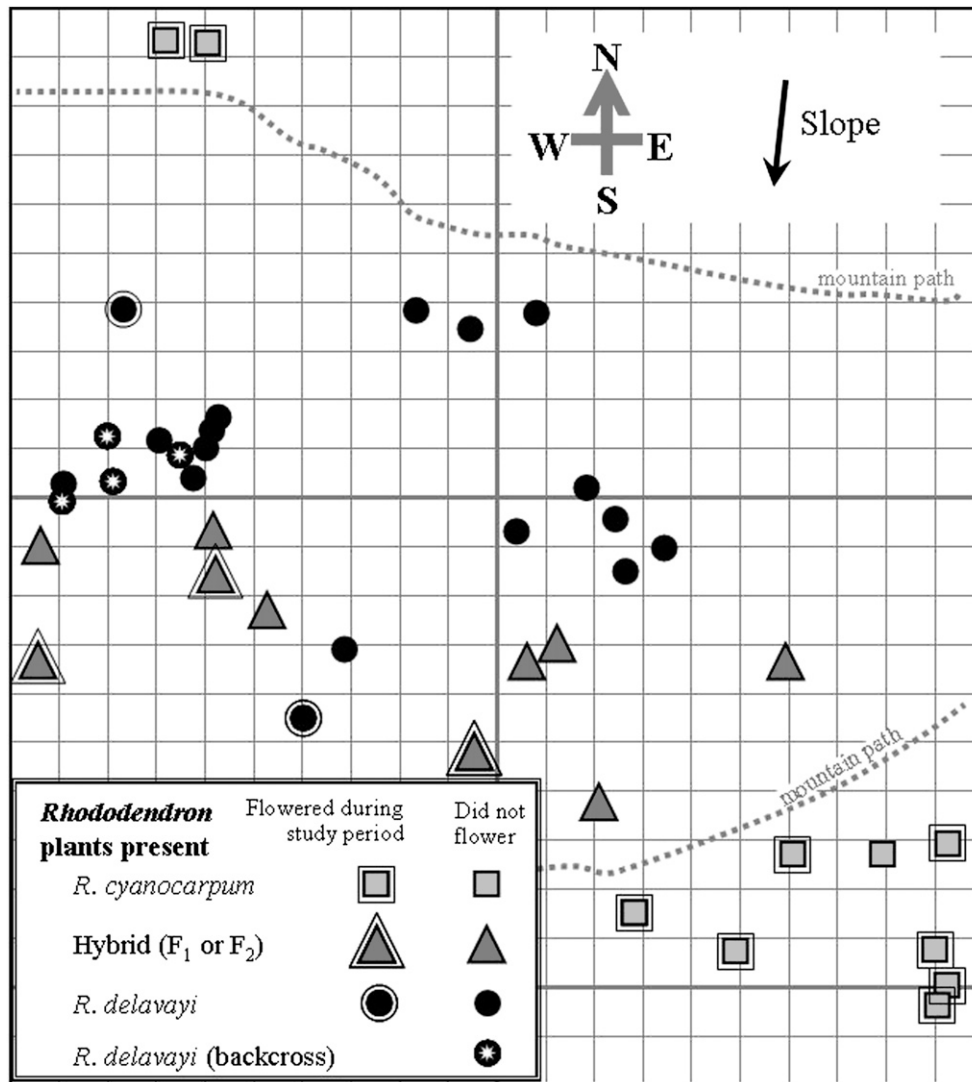 N
W E
S
Slope
mountain path
mountain path
Rhododendron
plants present
Flowered during
study period
Did not
flower
R. cyanocarpum
Hybrid (F₁ or F₂)
R. delavayi
R. delavayi (backcross)